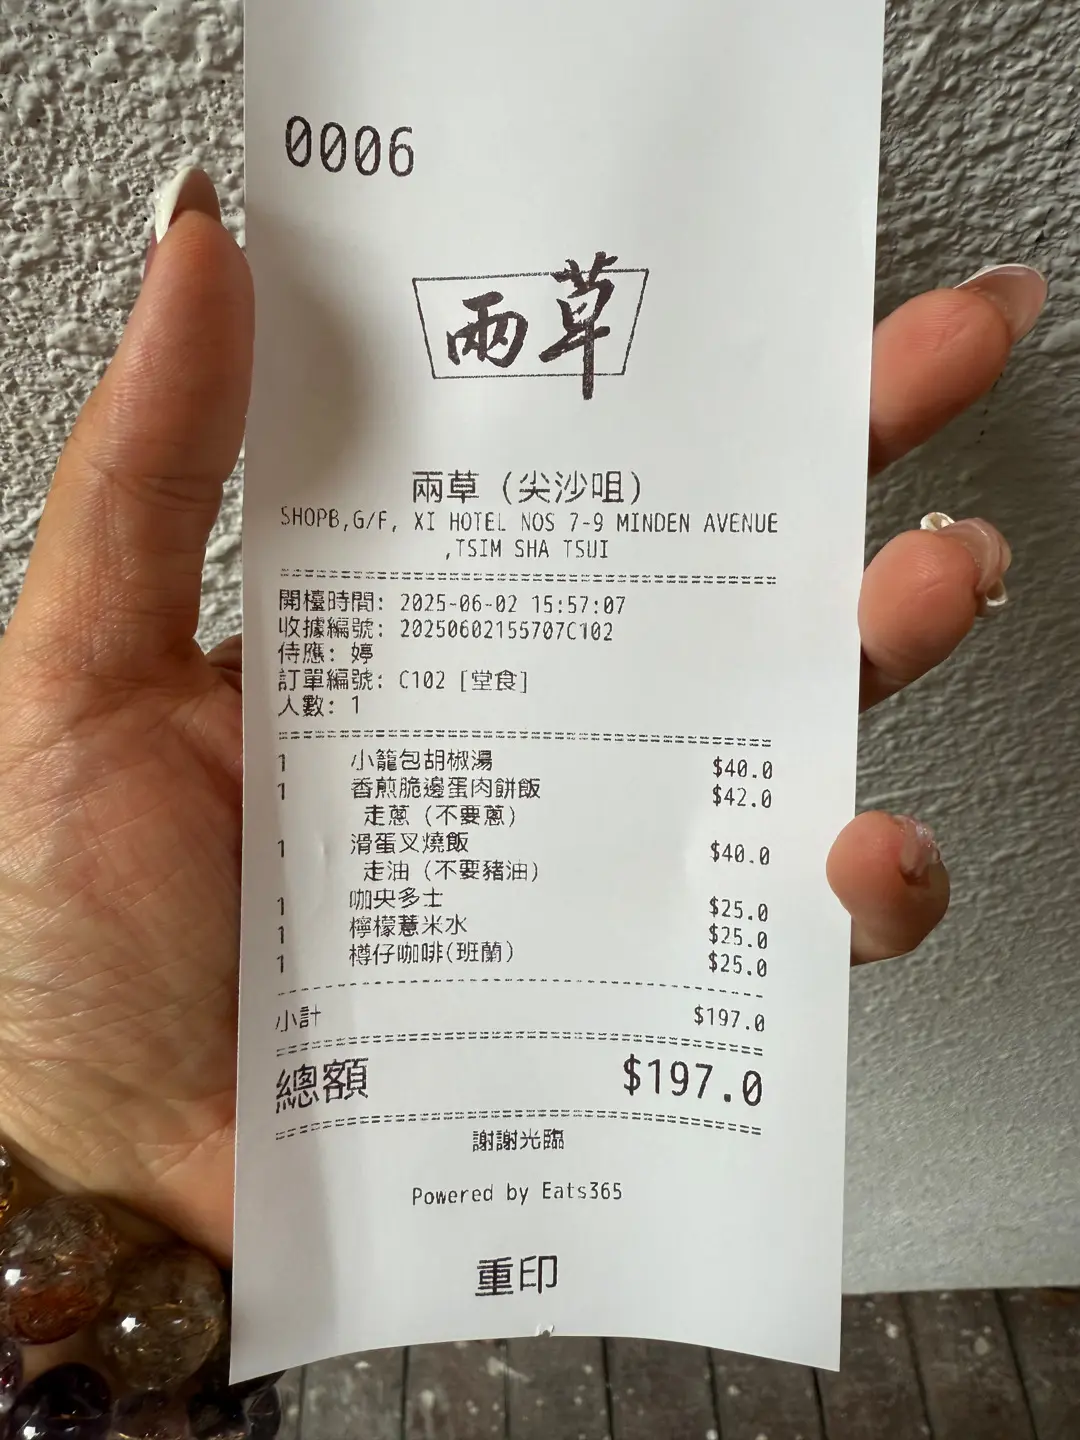 0006
兩草
兩草（尖沙咀）
SHOPB,G/F, XI HOTEL NOS 7-9 MINDEN AVENUE
,TSIM SHA TSUI
開檯時間: 2025-06-02 15:57:07
收據編號: 20250602155707C102
侍應: 婷
訂單編號: C102 [堂食]
人數: 1
1 小籠包胡椒湯 $40.0
1 香煎脆邊蛋肉餅飯 $42.0
走蔥（不要蔥）
1 滑蛋叉燒飯 $40.0
走油（不要豬油）
1 咖央多士 $25.0
1 檸檬薏米水 $25.0
1 樽仔咖啡(班蘭) $25.0
小計 $197.0
總額 $197.0
謝謝光臨
Powered by Eats365
重印